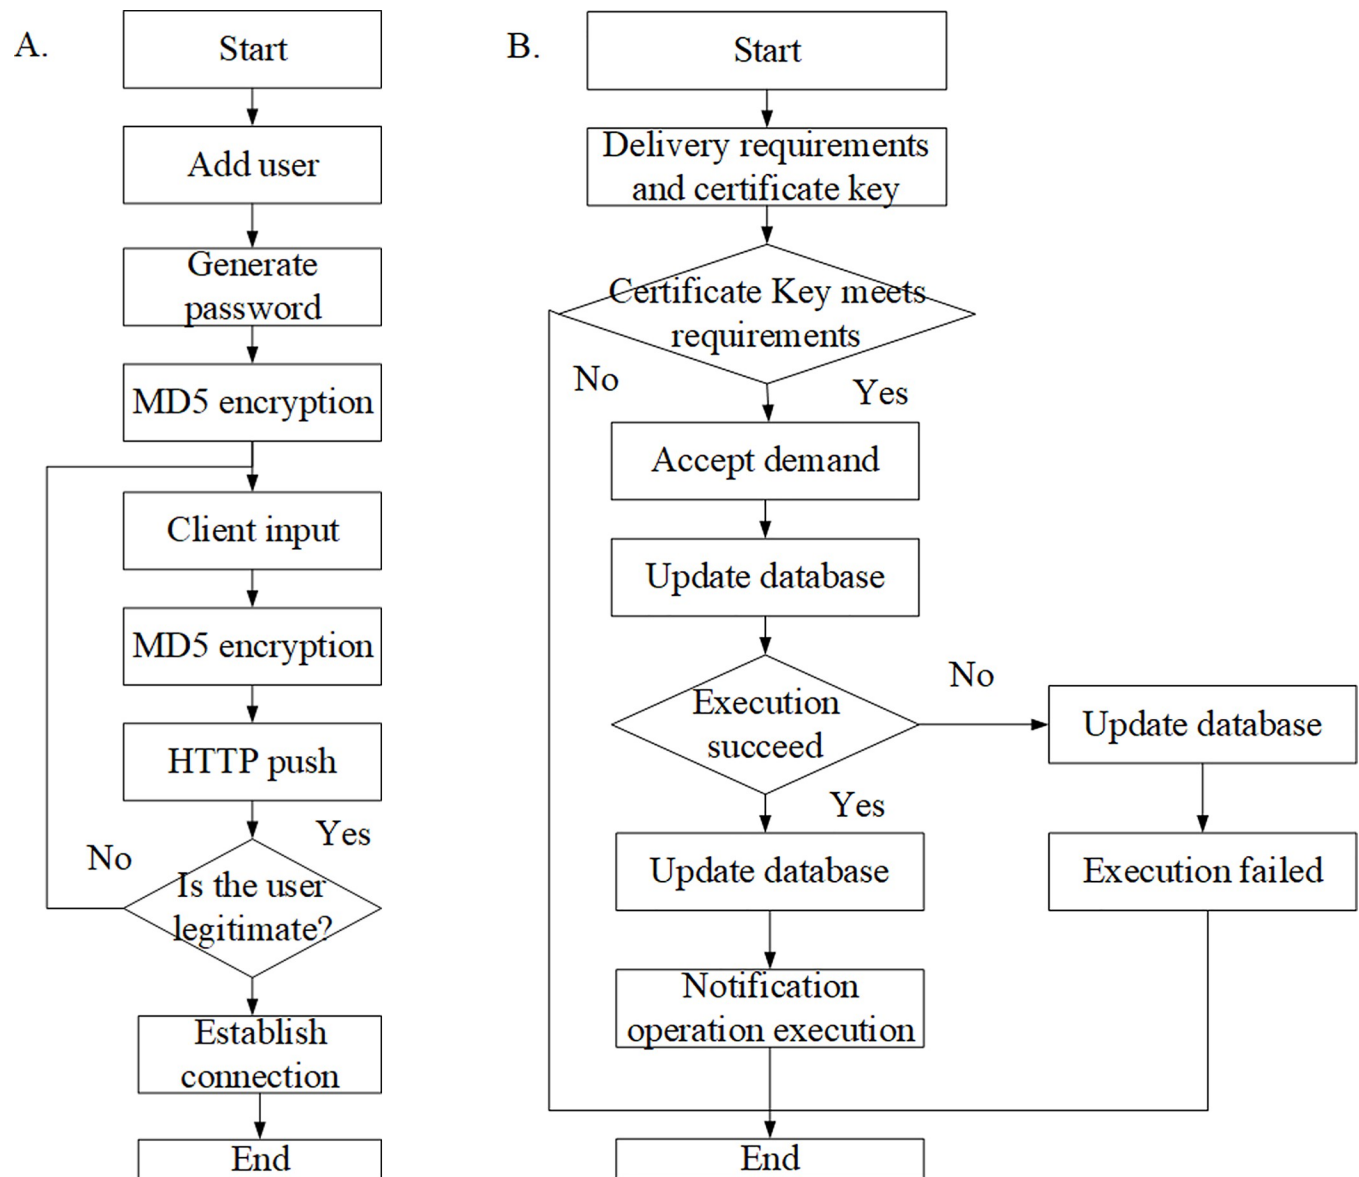 A.
Start
Add user
Generate
password
MD5 encryption
Client input
MD5 encryption
HTTP push
Yes
No
Is the user
legitimate?
Establish
connection
End
B.
Start
Delivery requirements
and certificate key
Certificate Key meets
requirements
No
Yes
Accept demand
Update database
Execution
succeed
No
Update database
Execution failed
Yes
Update database
Notification
operation execution
End